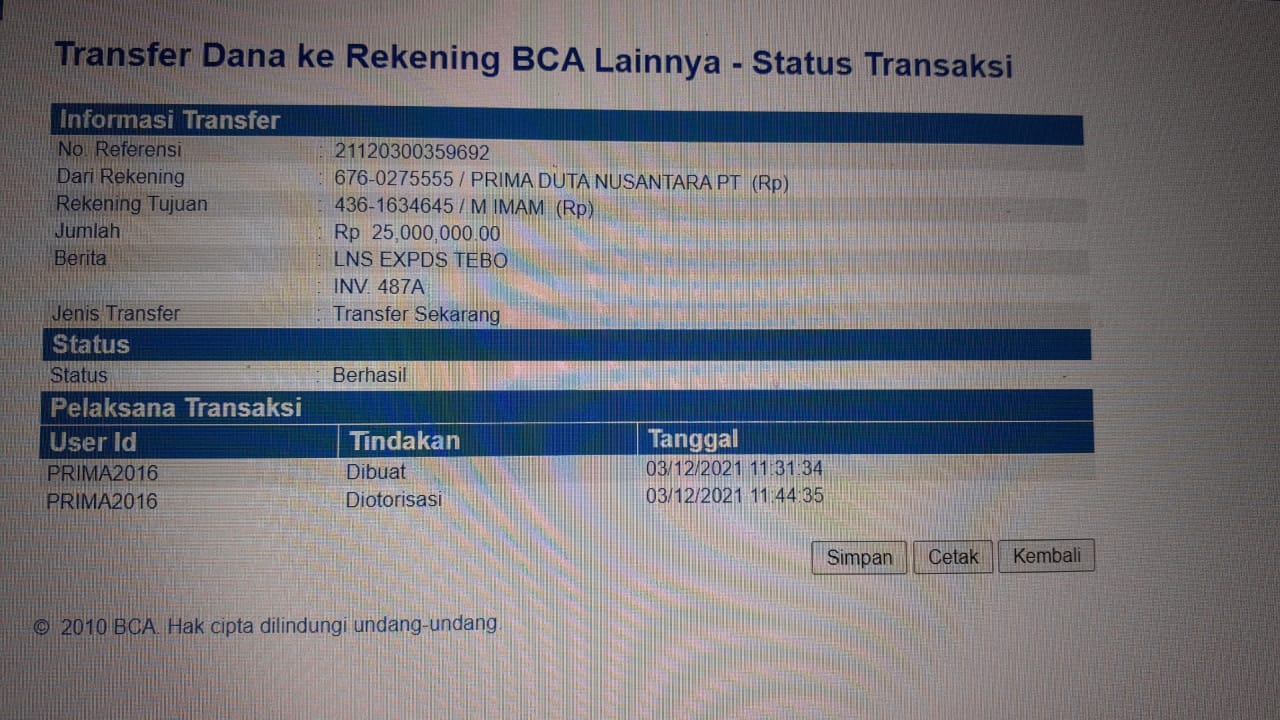 Transfer Dana ke Rekening BCA Lainnya - Status Transaksi
Informasi Transfer
No. Referensi : 21120300359692
Dari Rekening : 676-0275555 / PRIMA DUTA NUSANTARA PT (Rp)
Rekening Tujuan : 436-1634645 / M IMAM (Rp)
Jumlah : Rp 25,000,000.00
Berita : LNS EXPDS TEBO
: INV. 487A
Jenis Transfer : Transfer Sekarang
Status
Status : Berhasil
Pelaksana Transaksi
User Id Tindakan Tanggal
PRIMA2016 Dibuat 03/12/2021 11:31:34
PRIMA2016 Diotorisasi 03/12/2021 11:44:35
Simpan Cetak Kembali
© 2010 BCA. Hak cipta dilindungi undang-undang.